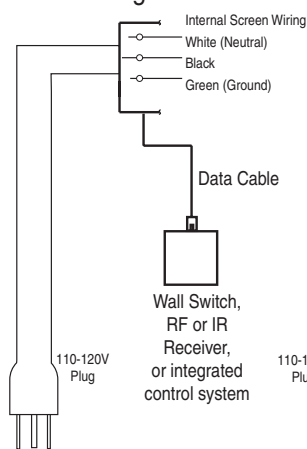 Internal Screen Wiring
White (Neutral)
Black
Green (Ground)
Data Cable
Wall Switch,
RF or IR
Receiver,
or integrated
control system
110-120V
Plug